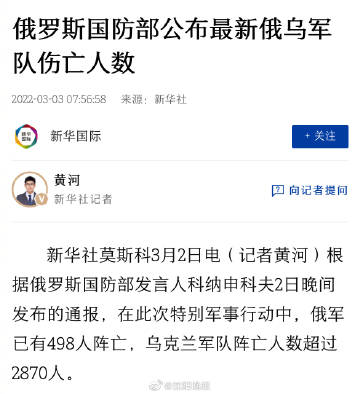 俄罗斯国防部公布最新俄乌军
队伤亡人数
2022-03-03 07:56:58 来源：新华社
新华国际
+ 关注
黄河
新华社记者
向记者提问
新华社莫斯科3月2日电（记者黄河）根
据俄罗斯国防部发言人科纳申科夫2日晚间
发布的通报，在此次特别军事行动中，俄军
已有498人阵亡，乌克兰军队阵亡人数超过
2870人。